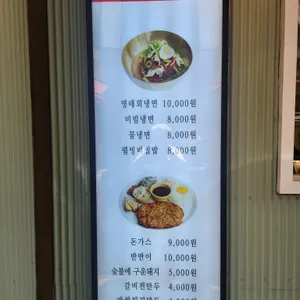 명태회냉면 10,000원
비빔냉면 8,000원
물냉면 8,000원
웰빙비빔밥 8,000원
돈가스 9,000원
반반이 10,000원
숯불에 구운돼지 5,000원
갈비찐만두 4,000원